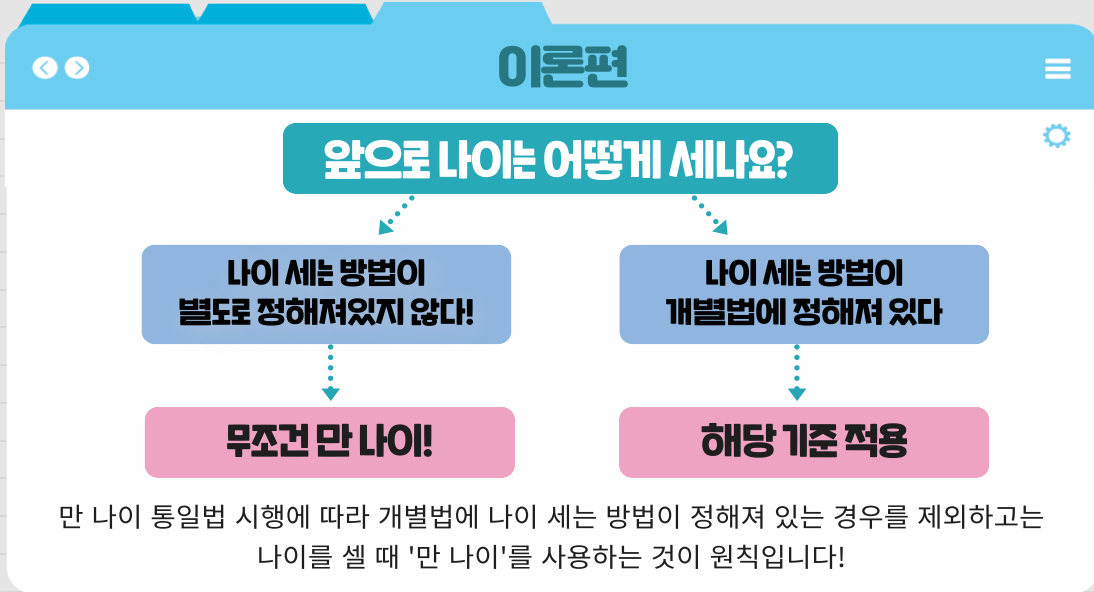 이론편
앞으로 나이는 어떻게 세나요?
나이 세는 방법이
별도로 정해져있지 않다!
나이 세는 방법이
개별법에 정해져 있다
무조건 만 나이!
해당 기준 적용
만 나이 통일법 시행에 따라 개별법에 나이 세는 방법이 정해져 있는 경우를 제외하고는
나이를 셀 때 '만 나이'를 사용하는 것이 원칙입니다!